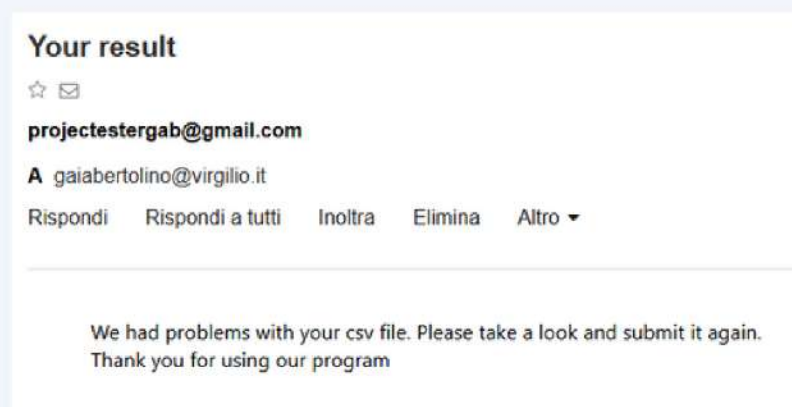 Your result
projectestergab@gmail.com
A gaiabertolino@virgilio.it
Rispondi Rispondi a tutti Inoltra Elimina Altro
We had problems with your csv file. Please take a look and submit it again.
Thank you for using our program